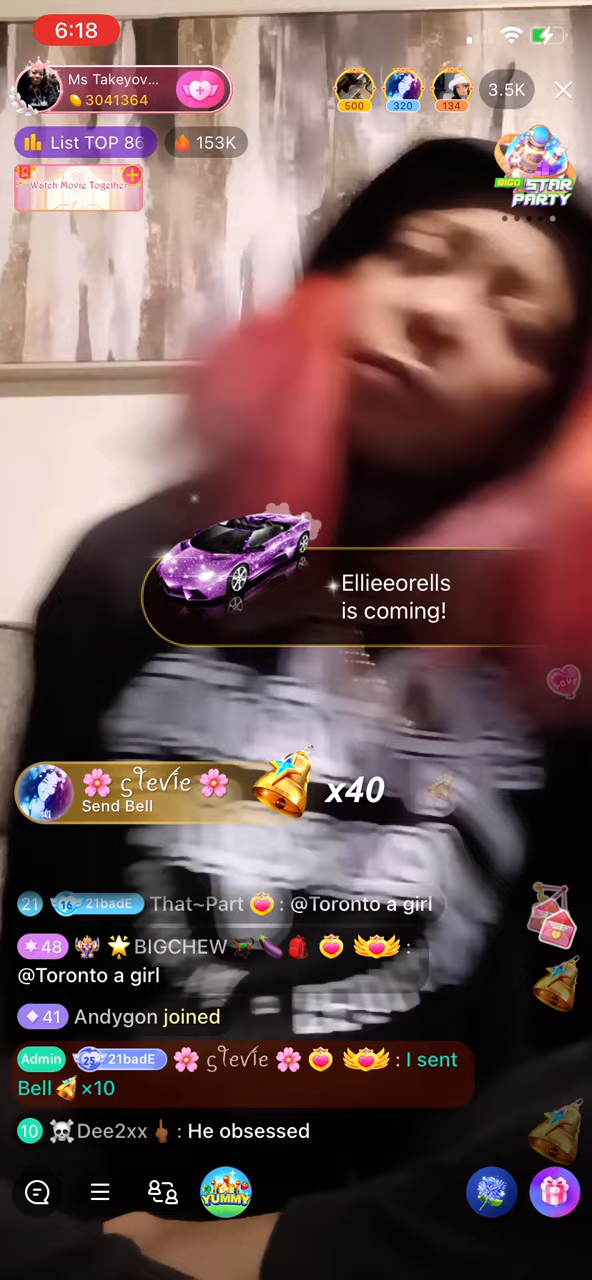 6:18
Ms Takeyov...
3041364
500
320
134
3.5K
List TOP 86
153K
Watch Movie Together
BIGO STAR
PARTY
Ellieeorells
is coming!
LOVE
🌸 ςтevíe 🌸
Send Bell
x40
21 16 21badE That~Part : @Toronto a girl
48 🌟BIGCHEW🐆🍆🎒 :
@Toronto a girl
41 Andygon joined
Admin 25 21badE 🌸 ςтevíe 🌸 : I sent
Bell ×10
10 ☠️Dee2xx🖕🏾 : He obsessed
YUMMY